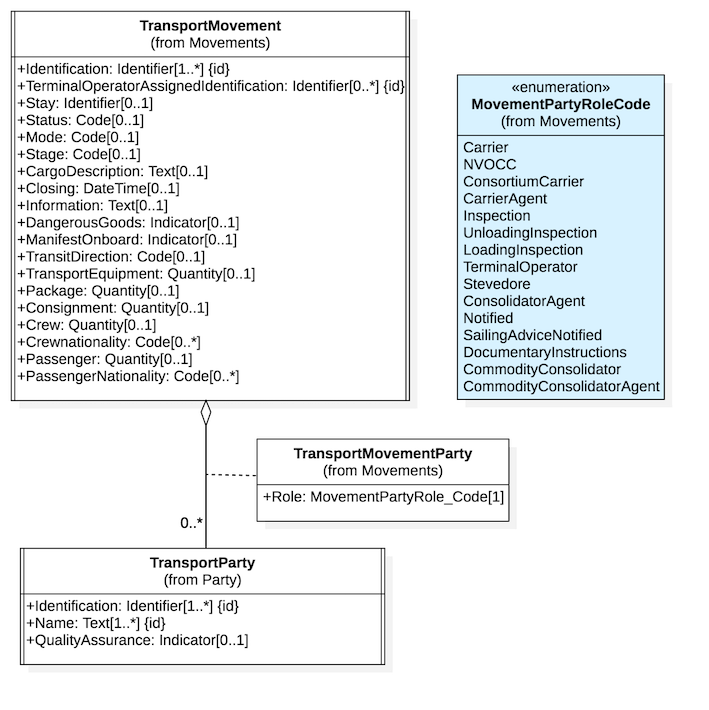 TransportMovement
(from Movements)
+Identification: Identifier[1..*] {id}
+TerminalOperatorAssignedIdentification: Identifier[0..*] {id}
+Stay: Identifier[0..1]
+Status: Code[0..1]
+Mode: Code[0..1]
+Stage: Code[0..1]
+CargoDescription: Text[0..1]
+Closing: DateTime[0..1]
+Information: Text[0..1]
+DangerousGoods: Indicator[0..1]
+ManifestOnboard: Indicator[0..1]
+TransitDirection: Code[0..1]
+TransportEquipment: Quantity[0..1]
+Package: Quantity[0..1]
+Consignment: Quantity[0..1]
+Crew: Quantity[0..1]
+Crewnationality: Code[0..*]
+Passenger: Quantity[0..1]
+PassengerNationality: Code[0..*]
«enumeration»
MovementPartyRoleCode
(from Movements)
Carrier
NVOCC
ConsortiumCarrier
CarrierAgent
Inspection
UnloadingInspection
LoadingInspection
TerminalOperator
Stevedore
ConsolidatorAgent
Notified
SailingAdviceNotified
DocumentaryInstructions
CommodityConsolidator
CommodityConsolidatorAgent
TransportMovementParty
(from Movements)
+Role: MovementPartyRole_Code[1]
0..*
TransportParty
(from Party)
+Identification: Identifier[1..*] {id}
+Name: Text[1..*] {id}
+QualityAssurance: Indicator[0..1]